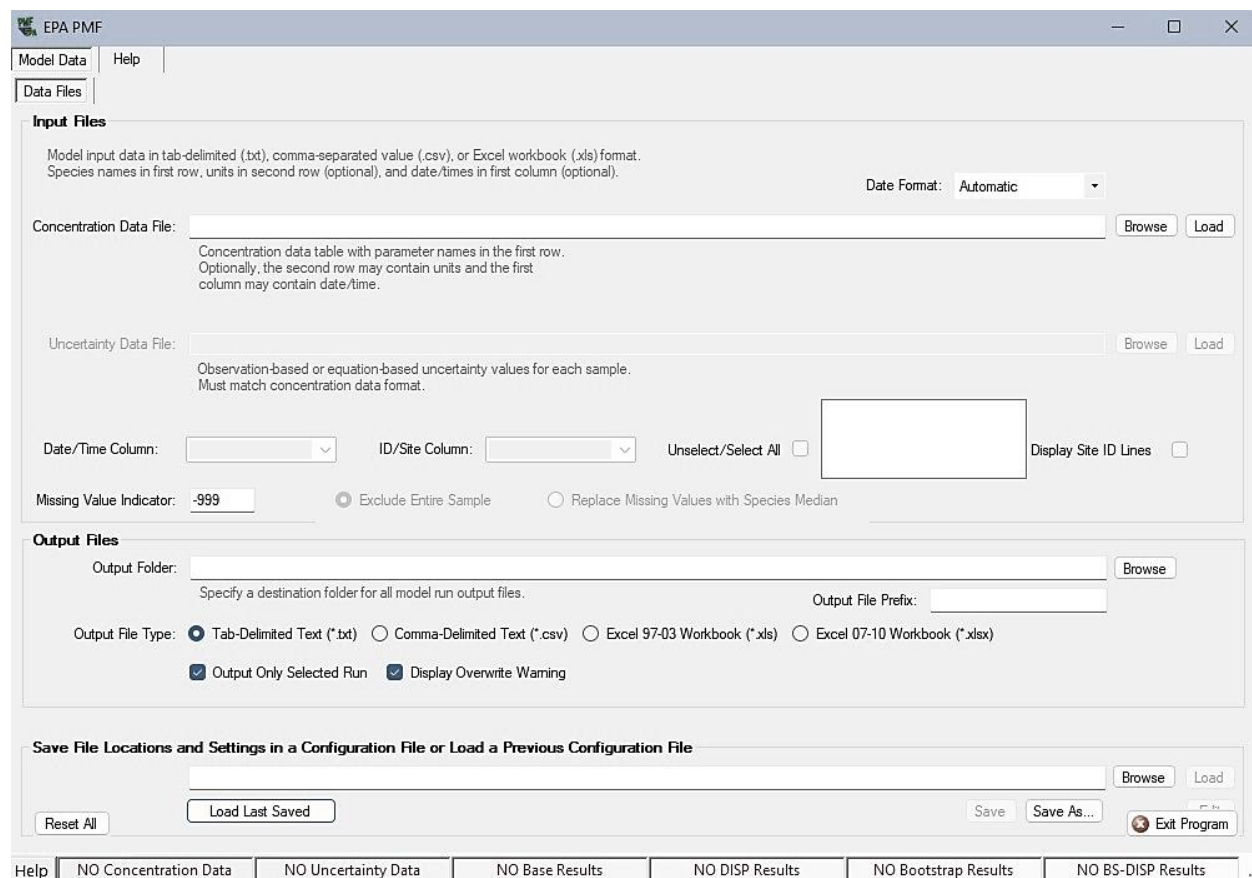 EPA PMF
Model Data Help
Data Files
Input Files
Model input data in tab-delimited (.txt), comma-separated value (.csv), or Excel workbook (.xls) format.
Species names in first row, units in second row (optional), and date/times in first column (optional).
Date Format: Automatic
Concentration Data File: Browse Load
Concentration data table with parameter names in the first row.
Optionally, the second row may contain units and the first
column may contain date/time.
Uncertainty Data File: Browse Load
Observation-based or equation-based uncertainty values for each sample.
Must match concentration data format.
Date/Time Column: ID/Site Column: Unselect/Select All Display Site ID Lines
Missing Value Indicator: -999 Exclude Entire Sample Replace Missing Values with Species Median
Output Files
Output Folder: Browse
Specify a destination folder for all model run output files.
Output File Prefix:
Output File Type: Tab-Delimited Text (*.txt) Comma-Delimited Text (*.csv) Excel 97-03 Workbook (*.xls) Excel 07-10 Workbook (*.xlsx)
Output Only Selected Run Display Overwrite Warning
Save File Locations and Settings in a Configuration File or Load a Previous Configuration File
Browse Load
Load Last Saved Save Save As...
Reset All Exit Program
Help NO Concentration Data NO Uncertainty Data NO Base Results NO DISP Results NO Bootstrap Results NO BS-DISP Results